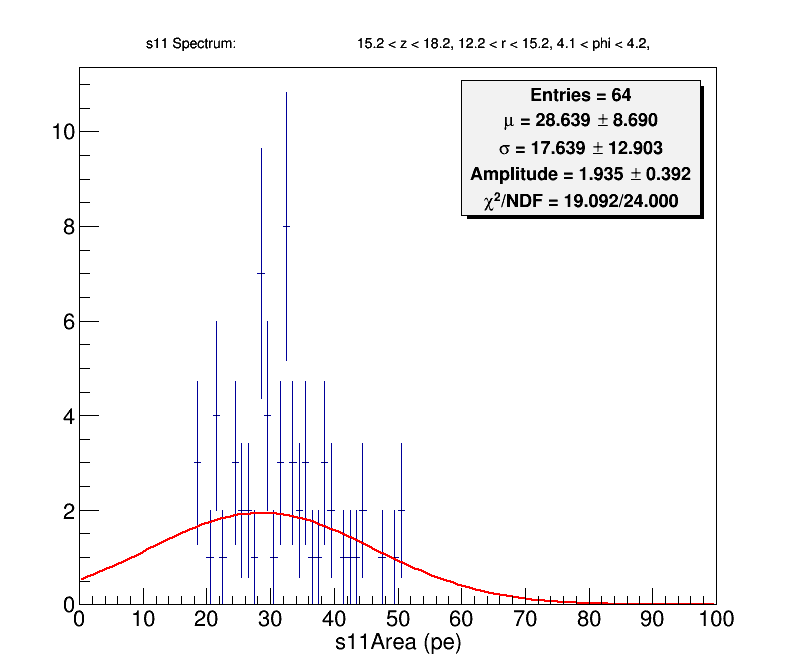 s11 Spectrum: 15.2 < z < 18.2, 12.2 < r < 15.2, 4.1 < phi < 4.2,
Entries = 64
μ = 28.639 ± 8.690
σ = 17.639 ± 12.903
Amplitude = 1.935 ± 0.392
χ²/NDF = 19.092/24.000
10
8
6
4
2
0
0 10 20 30 40 50 60 70 80 90 100
s11Area (pe)